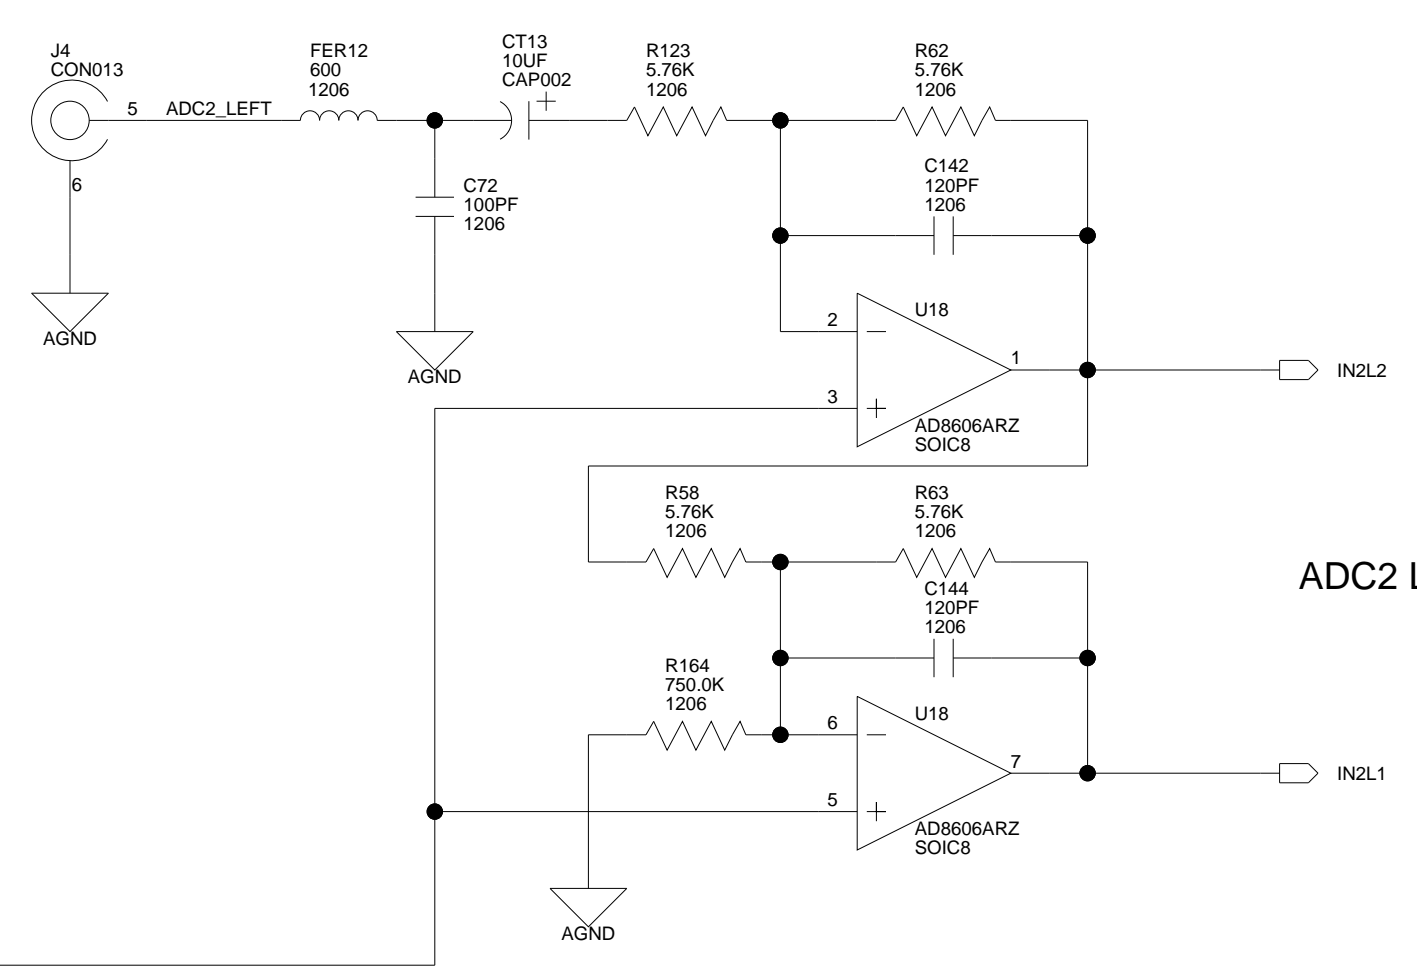 J4
CON013
5
ADC2_LEFT
6
AGND
FER12
600
1206
C72
100PF
1206
AGND
CT13
10UF
CAP002
+
R123
5.76K
1206
R62
5.76K
1206
C142
120PF
1206
U18
2
−
3
+
1
AD8606ARZ
SOIC8
IN2L2
R58
5.76K
1206
R63
5.76K
1206
C144
120PF
1206
ADC2 L
R164
750.0K
1206
U18
6
−
5
+
7
AD8606ARZ
SOIC8
IN2L1
AGND